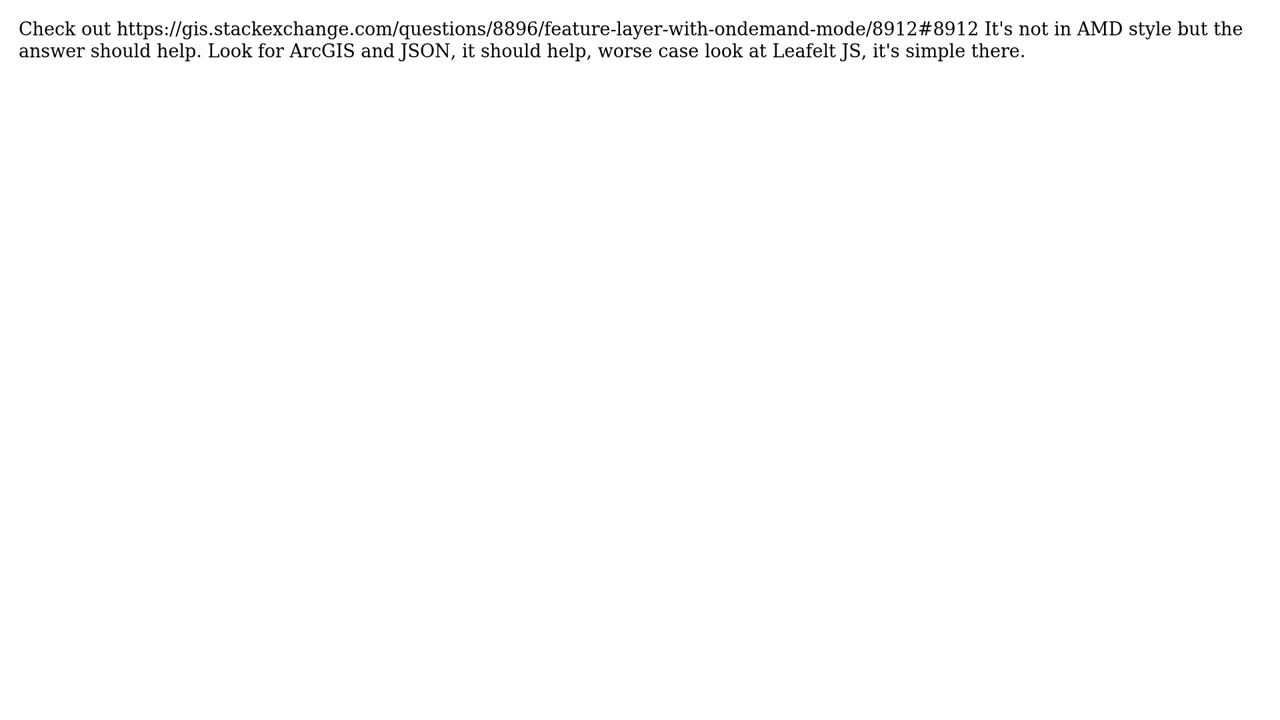 Check out https://gis.stackexchange.com/questions/8896/feature-layer-with-ondemand-mode/8912#8912 It's not in AMD style but the
answer should help. Look for ArcGIS and JSON, it should help, worse case look at Leafelt JS, it's simple there.